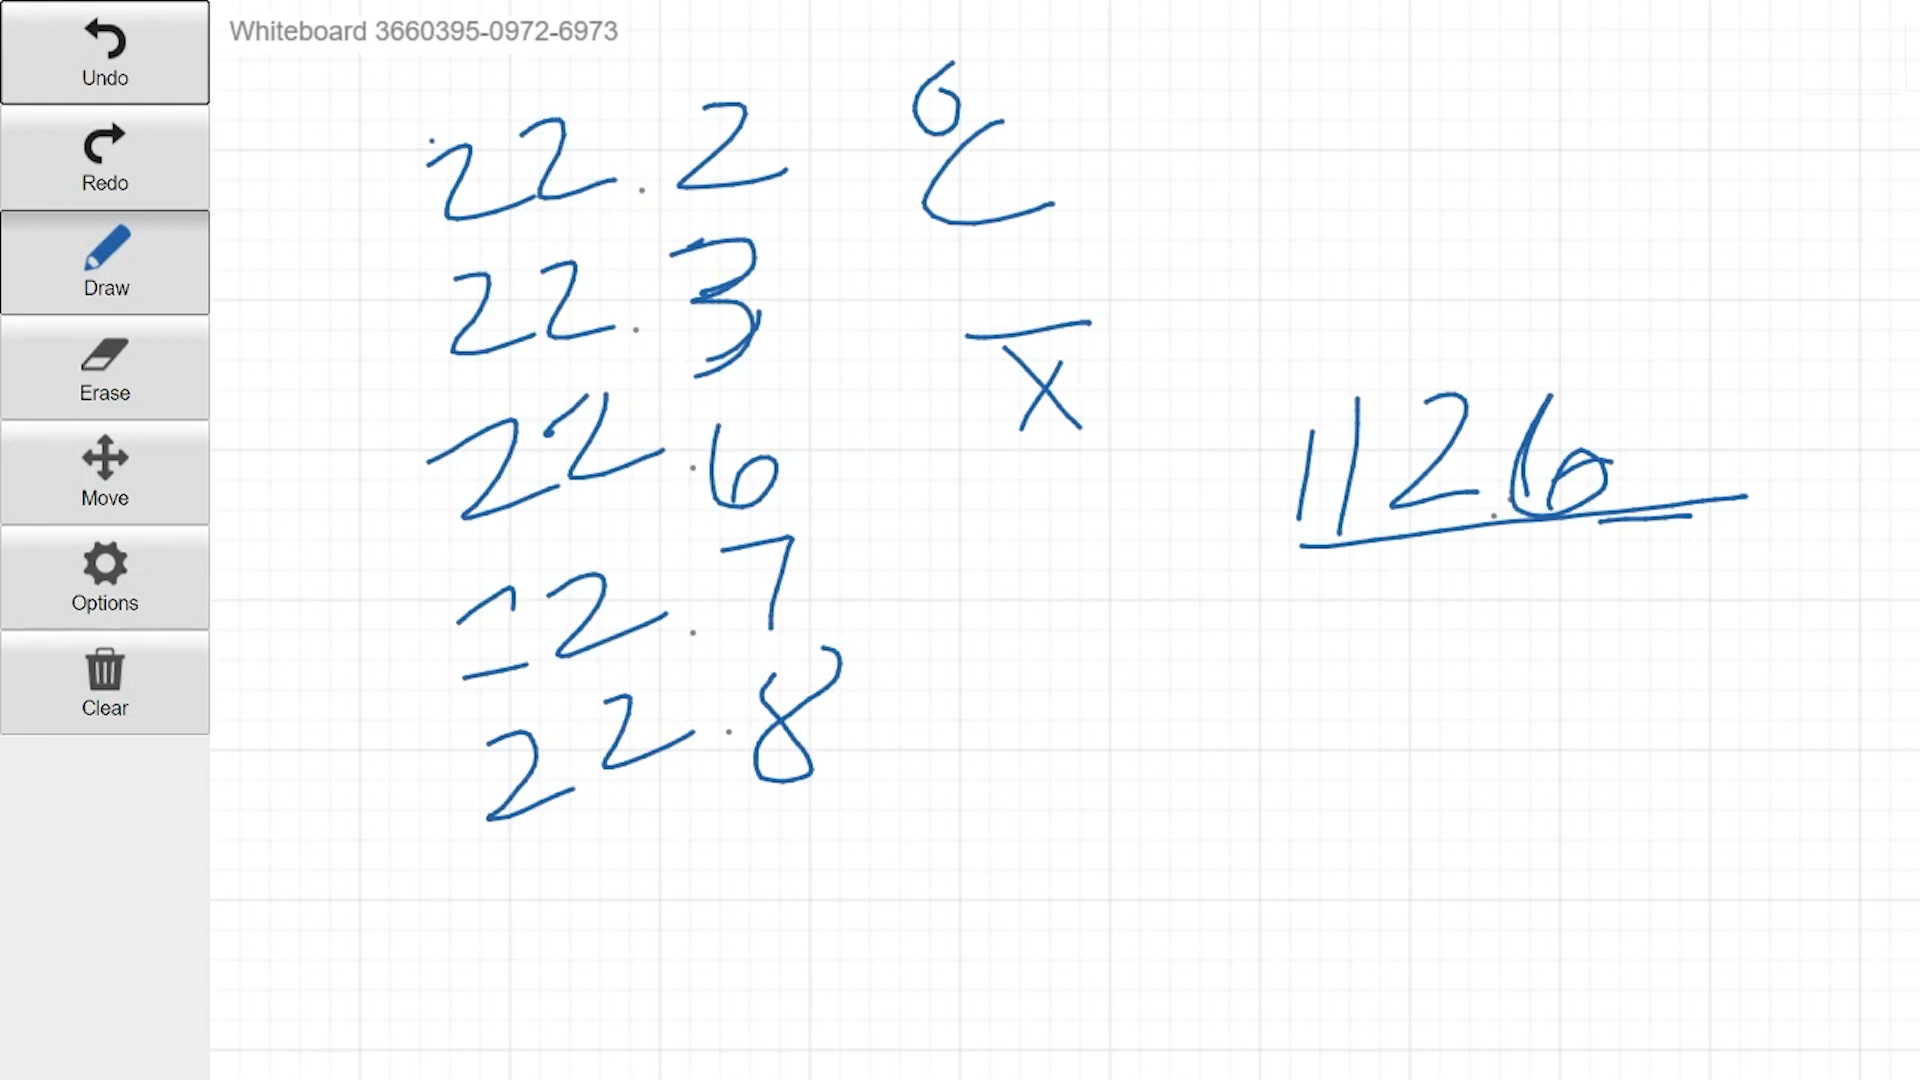 Undo
Redo
Draw
Erase
Move
Options
Clear
Whiteboard 3660395-0972-6973
22.2 °C
22.3
x̅
22.6
112.6
22.7
22.8